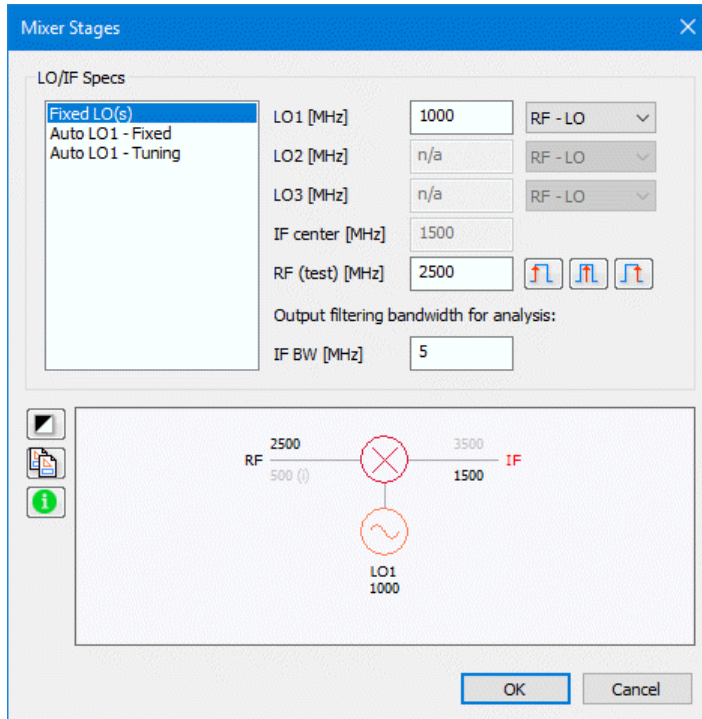 Mixer Stages
LO/IF Specs
Fixed LO(s)
Auto LO1 - Fixed
Auto LO1 - Tuning
LO1 [MHz] 1000 RF - LO
LO2 [MHz] n/a RF - LO
LO3 [MHz] n/a RF - LO
IF center [MHz] 1500
RF (test) [MHz] 2500
Output filtering bandwidth for analysis:
IF BW [MHz] 5
2500 3500
RF IF
500 (i) 1500
LO1
1000
OK Cancel